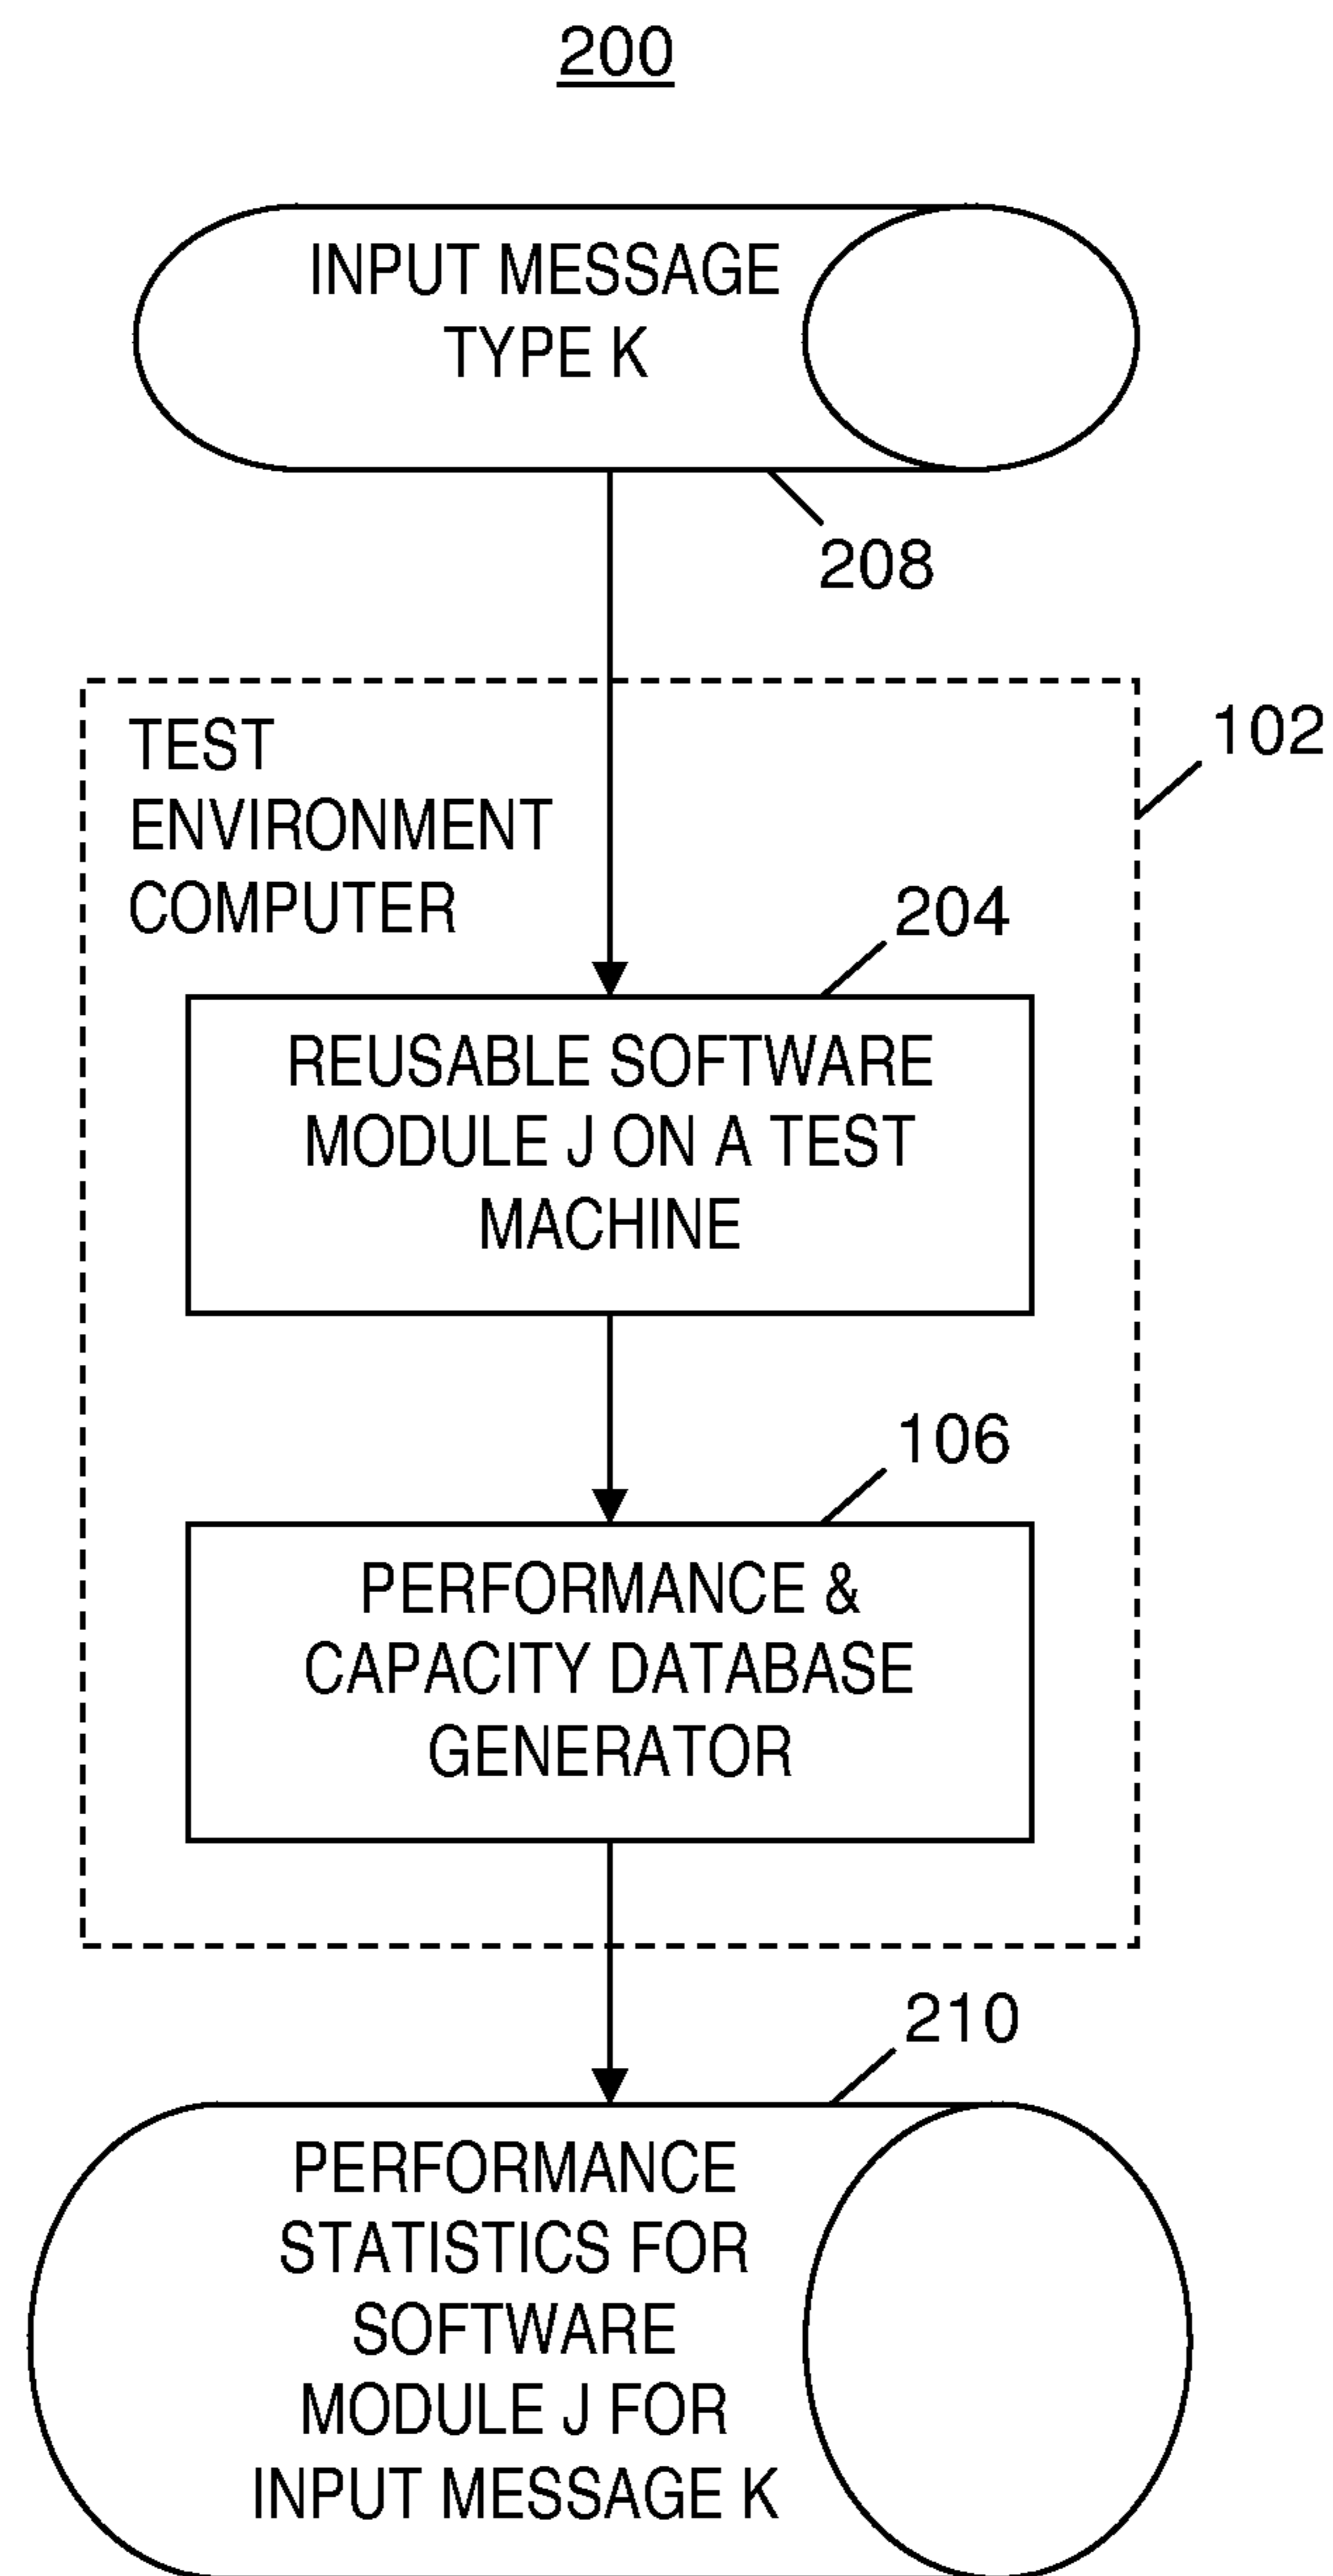 200
INPUT MESSAGE
TYPE K
208
102
TEST
ENVIRONMENT
COMPUTER
204
REUSABLE SOFTWARE
MODULE J ON A TEST
MACHINE
106
PERFORMANCE &
CAPACITY DATABASE
GENERATOR
210
PERFORMANCE
STATISTICS FOR
SOFTWARE
MODULE J FOR
INPUT MESSAGE K